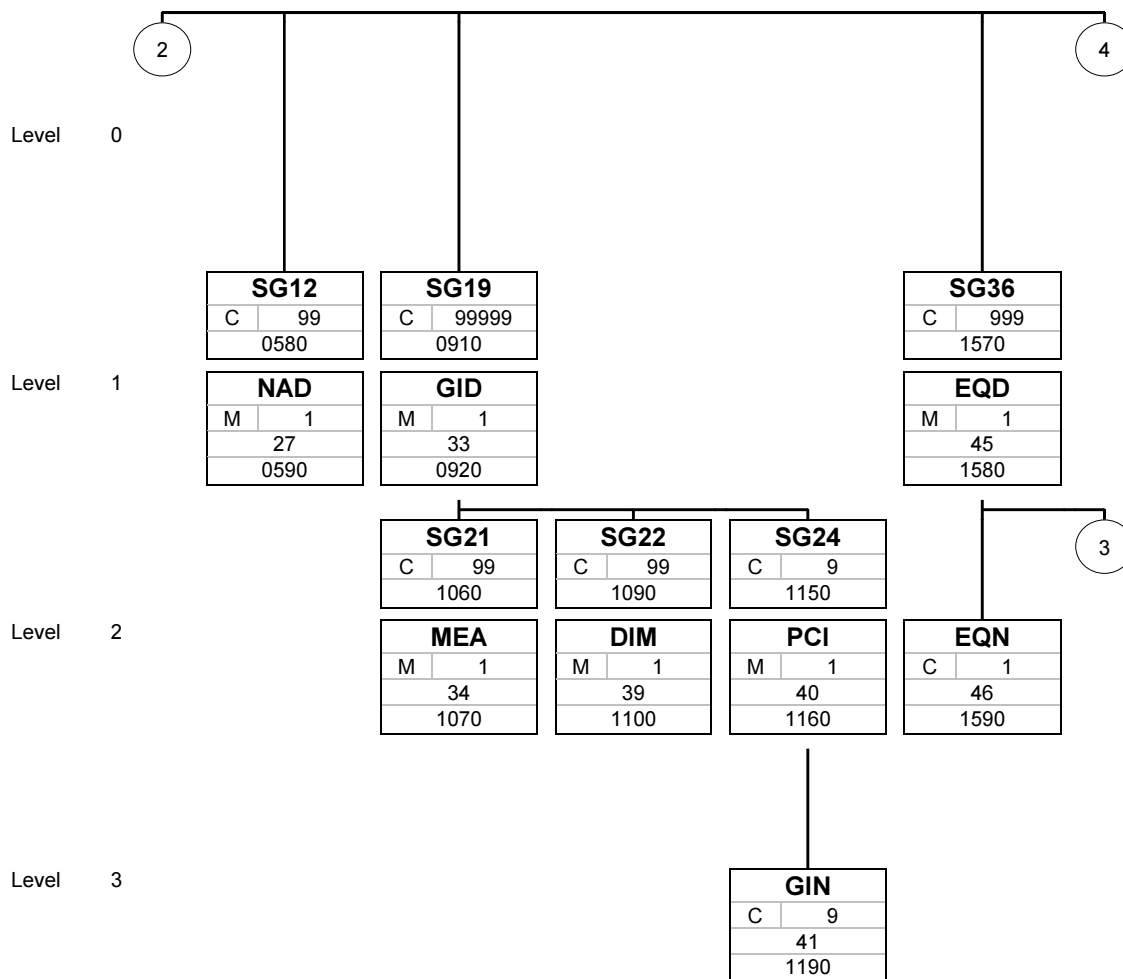 2 4
Level 0
SG12 SG19 SG36
C 99 C 99999 C 999
0580 0910 1570
Level 1 NAD GID EQD
M 1 M 1 M 1
27 33 45
0590 0920 1580
SG21 SG22 SG24 3
C 99 C 99 C 9
1060 1090 1150
Level 2 MEA DIM PCI EQN
M 1 M 1 M 1 C 1
34 39 40 46
1070 1100 1160 1590
Level 3 GIN
C 9
41
1190